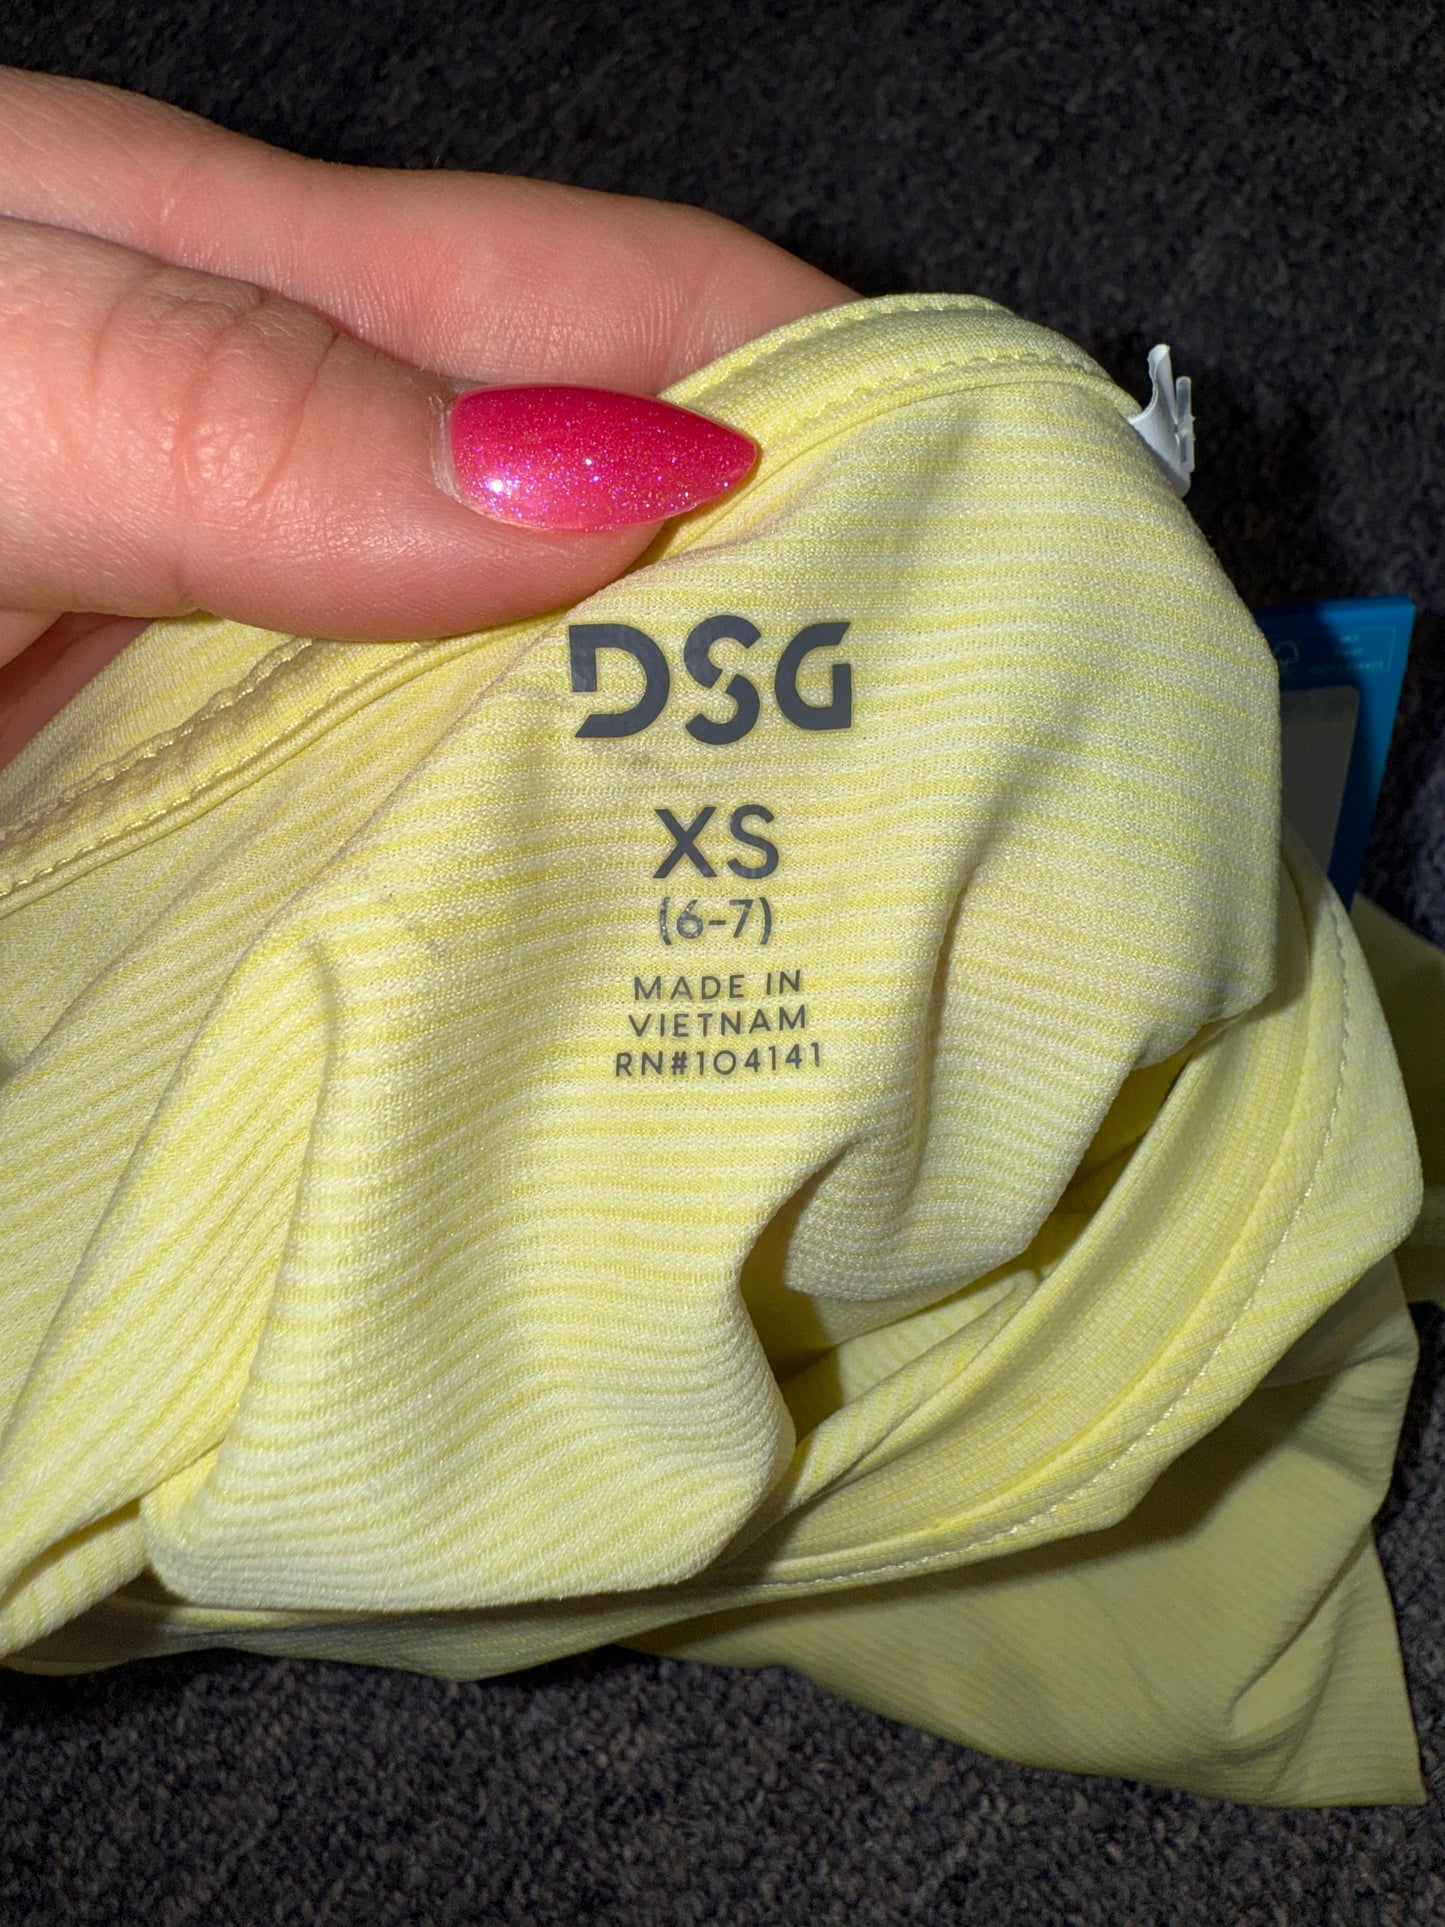 DSG
XS
(6-7)
MADE IN
VIETNAM
RN#104141